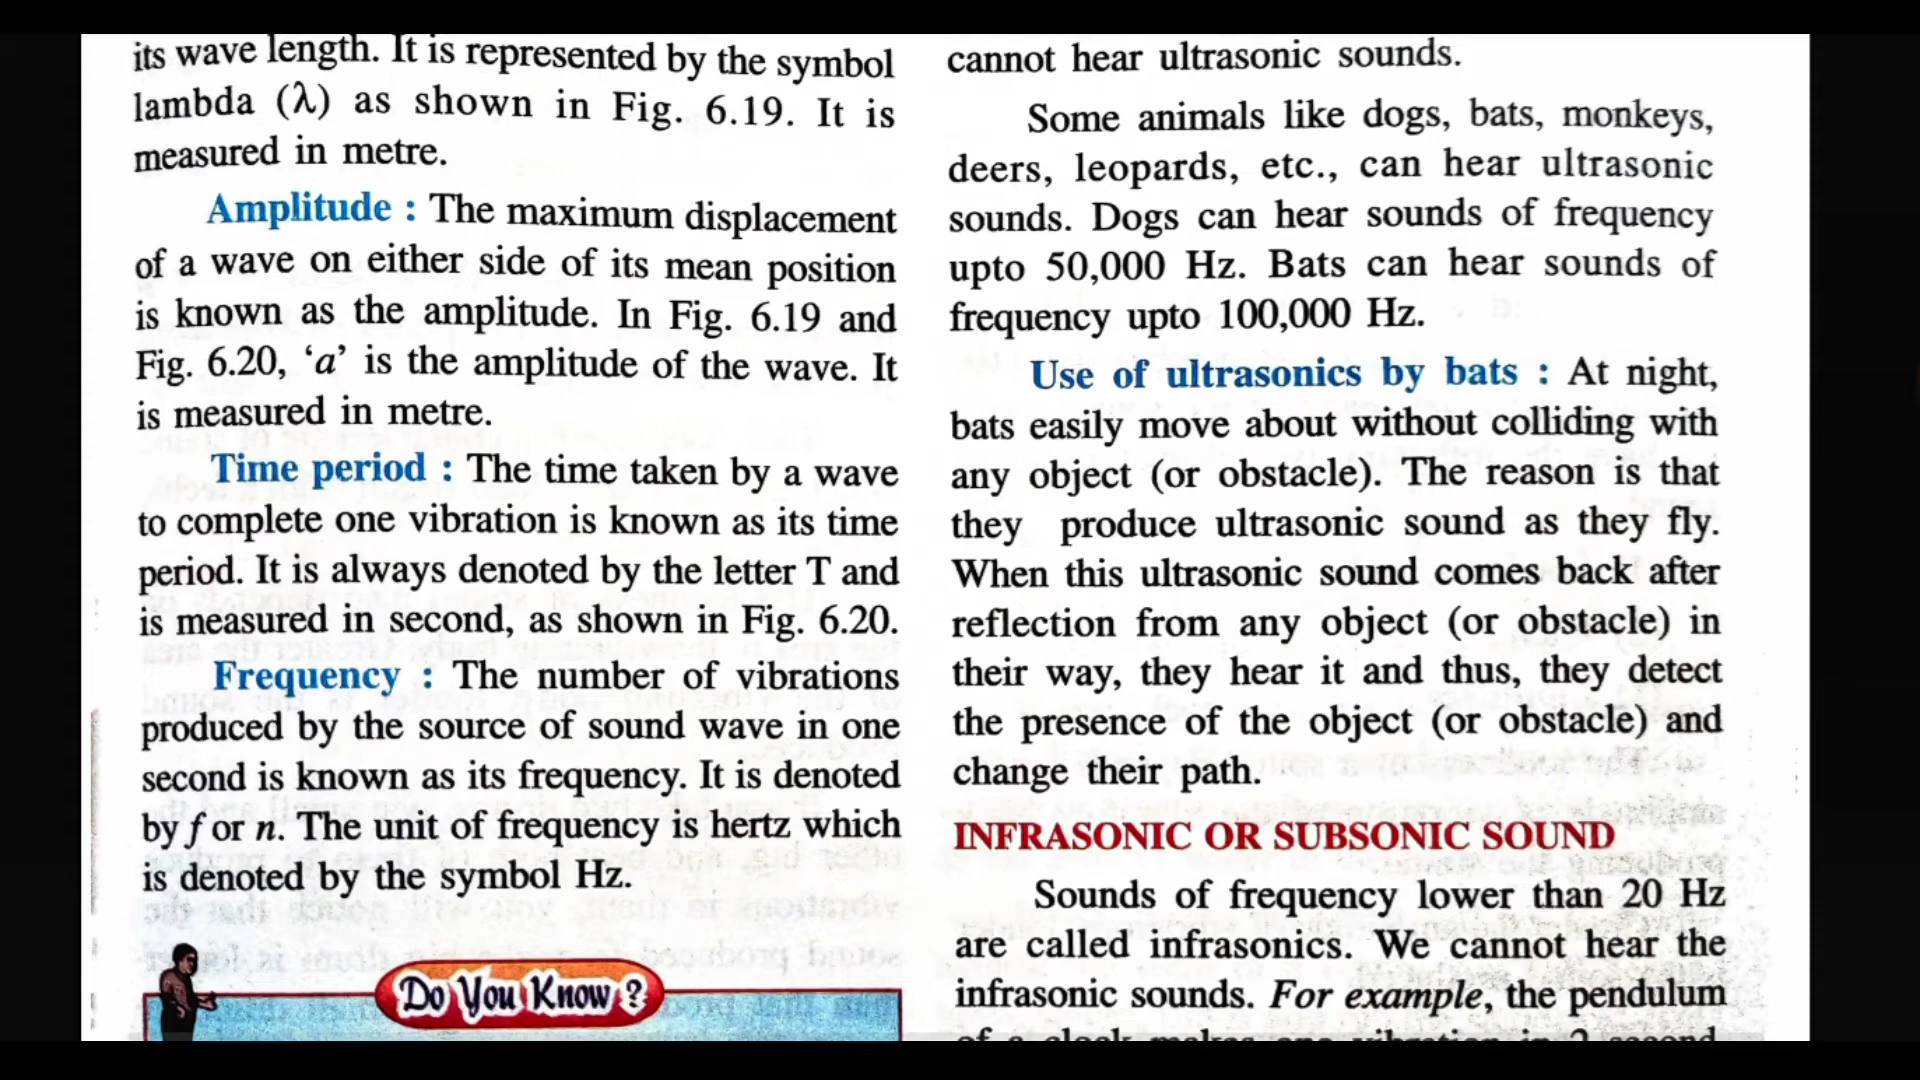 its wave length. It is represented by the symbol
lambda (λ) as shown in Fig. 6.19. It is
measured in metre.
Amplitude : The maximum displacement
of a wave on either side of its mean position
is known as the amplitude. In Fig. 6.19 and
Fig. 6.20, ‘a’ is the amplitude of the wave. It
is measured in metre.
Time period : The time taken by a wave
to complete one vibration is known as its time
period. It is always denoted by the letter T and
is measured in second, as shown in Fig. 6.20.
Frequency : The number of vibrations
produced by the source of sound wave in one
second is known as its frequency. It is denoted
by f or n. The unit of frequency is hertz which
is denoted by the symbol Hz.
Do You Know ?
cannot hear ultrasonic sounds.
Some animals like dogs, bats, monkeys,
deers, leopards, etc., can hear ultrasonic
sounds. Dogs can hear sounds of frequency
upto 50,000 Hz. Bats can hear sounds of
frequency upto 100,000 Hz.
Use of ultrasonics by bats : At night,
bats easily move about without colliding with
any object (or obstacle). The reason is that
they produce ultrasonic sound as they fly.
When this ultrasonic sound comes back after
reflection from any object (or obstacle) in
their way, they hear it and thus, they detect
the presence of the object (or obstacle) and
change their path.
INFRASONIC OR SUBSONIC SOUND
Sounds of frequency lower than 20 Hz
are called infrasonics. We cannot hear the
infrasonic sounds. For example, the pendulum
of a clock makes one vibration in 2 second